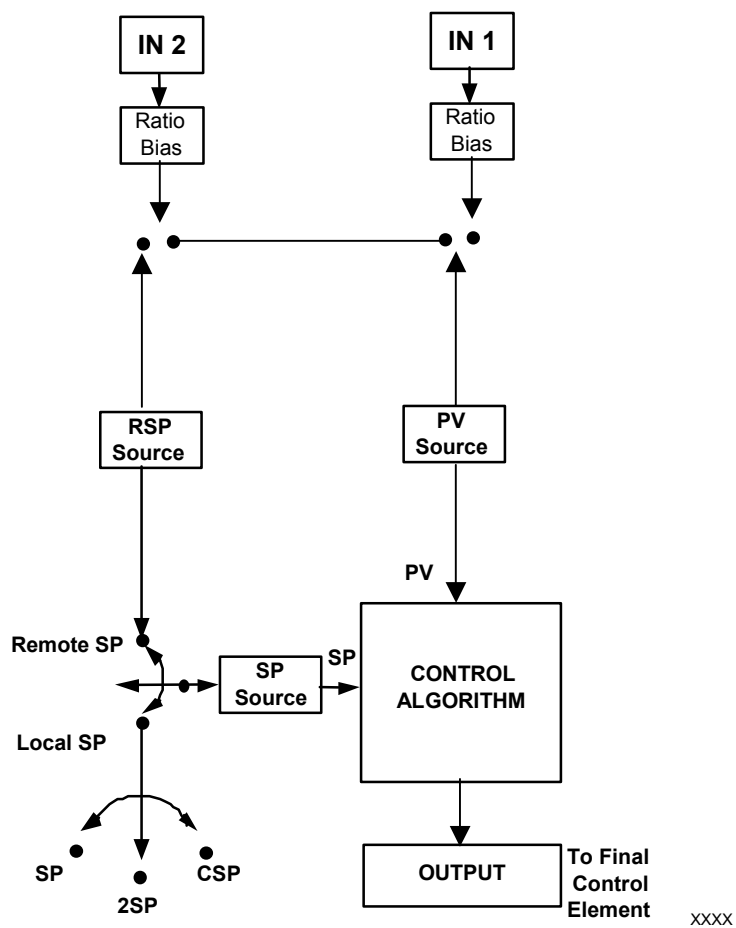 IN 2
IN 1
Ratio
Bias
Ratio
Bias
RSP
Source
PV
Source
PV
Remote SP
SP
Source
SP
CONTROL
ALGORITHM
Local SP
SP
2SP
CSP
OUTPUT
To Final
Control
Element
XXXX